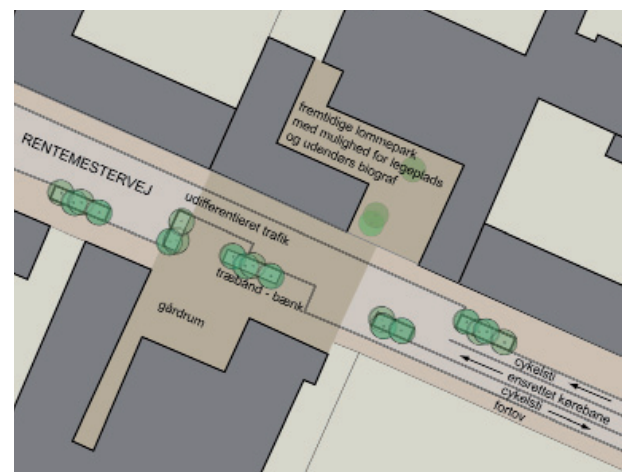 fremtidige lommepark
med mulighed for legeplads
og udendørs biograf
RENTEMESTERVEJ
udifferentieret trafik
træbånd - bænk
gårdrum
cykelsti
ensrettet kørebane
cykelsti
fortov